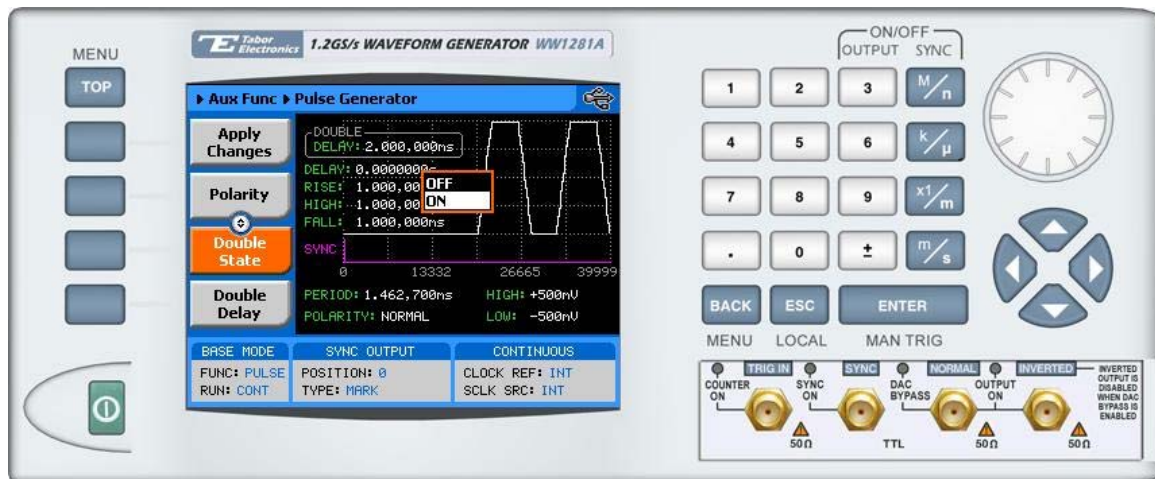 MENU
TOP
Tabor Electronics 1.2GS/s WAVEFORM GENERATOR WW1281A
Aux Func Pulse Generator
Apply Changes
Polarity
Double State
Double Delay
DOUBLE
DELAY: 2.000,000ns
DELAY: 0.0000000s
RISE: 1.000,00
HIGH: 1.000,00
FALL: 1.000,000ns
OFF
ON
SYNC
0 13332 26665 39999
PERIOD: 1.462,700ns HIGH: +500mV
POLARITY: NORMAL LOW: -500mV
BASE MODE SYNC OUTPUT CONTINUOUS
FUNC: PULSE POSITION: 0 CLOCK REF: INT
RUN: CONT TYPE: MARK SCLK SRC: INT
ON/OFF
OUTPUT SYNC
1 2 3 M/n
4 5 6 k/µ
7 8 9 x1/m
. 0 ± m/s
BACK ESC ENTER
MENU LOCAL MAN TRIG
TRIG IN SYNC NORMAL INVERTED
COUNTER ON
SYNC ON
DAC BYPASS
OUTPUT ON
INVERTED OUTPUT IS DISABLED WHEN DAC BYPASS IS ENABLED
50Ω TTL 50Ω 50Ω